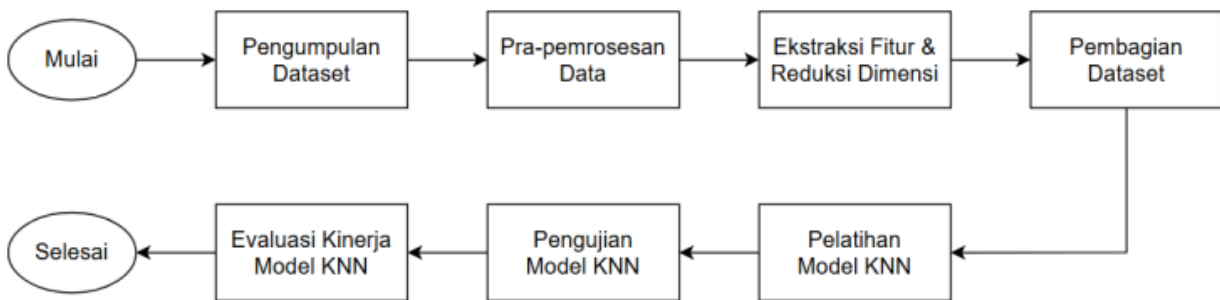 Mulai
Pengumpulan
Dataset
Pra-pemrosesan
Data
Ekstraksi Fitur &
Reduksi Dimensi
Pembagian
Dataset
Pelatihan
Model KNN
Pengujian
Model KNN
Evaluasi Kinerja
Model KNN
Selesai